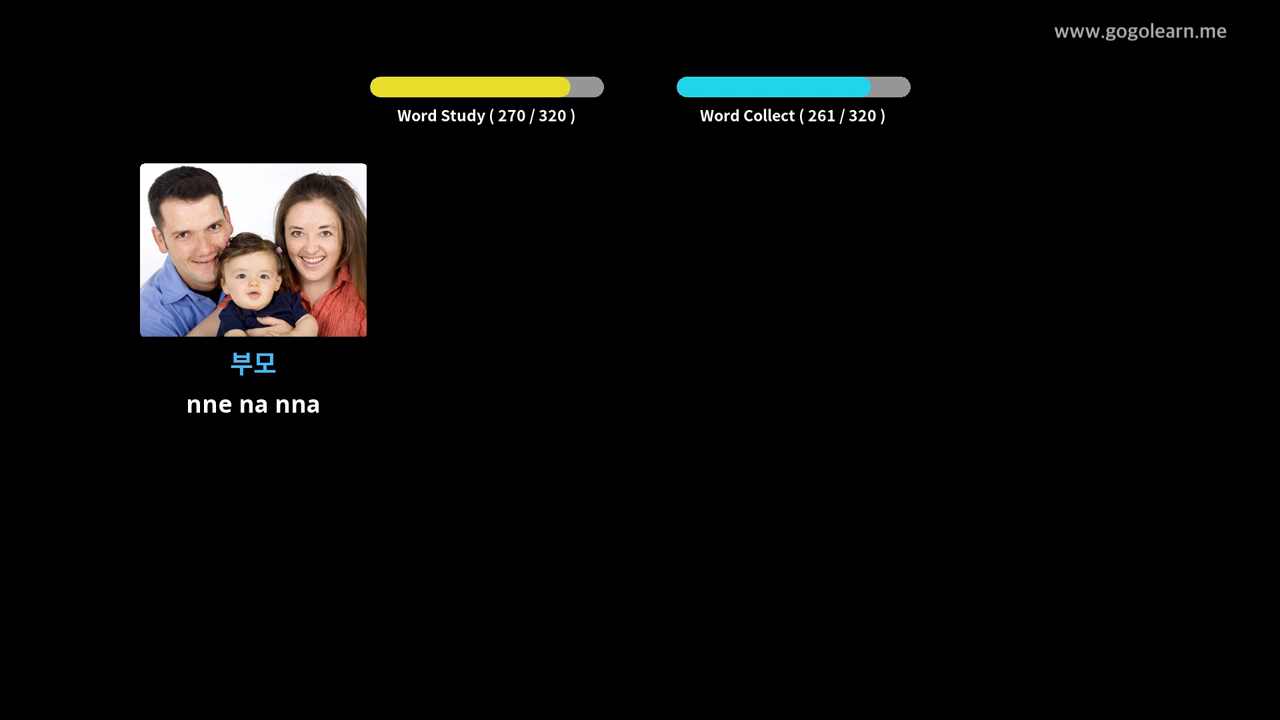 www.gogolearn.me
Word Study ( 270 / 320 )
Word Collect ( 261 / 320 )
부모
nne na nna